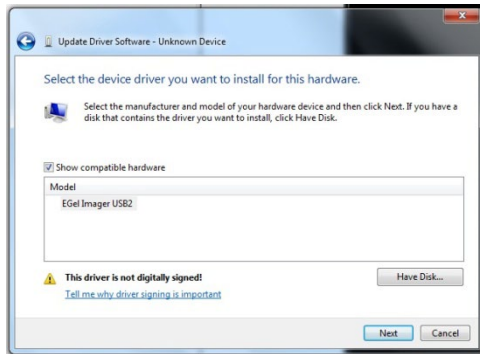 Update Driver Software - Unknown Device
Select the device driver you want to install for this hardware.
Select the manufacturer and model of your hardware device and then click Next. If you have a
disk that contains the driver you want to install, click Have Disk.
Show compatible hardware
Model
EGel Imager USB2
This driver is not digitally signed!
Have Disk...
Tell me why driver signing is important
Next
Cancel